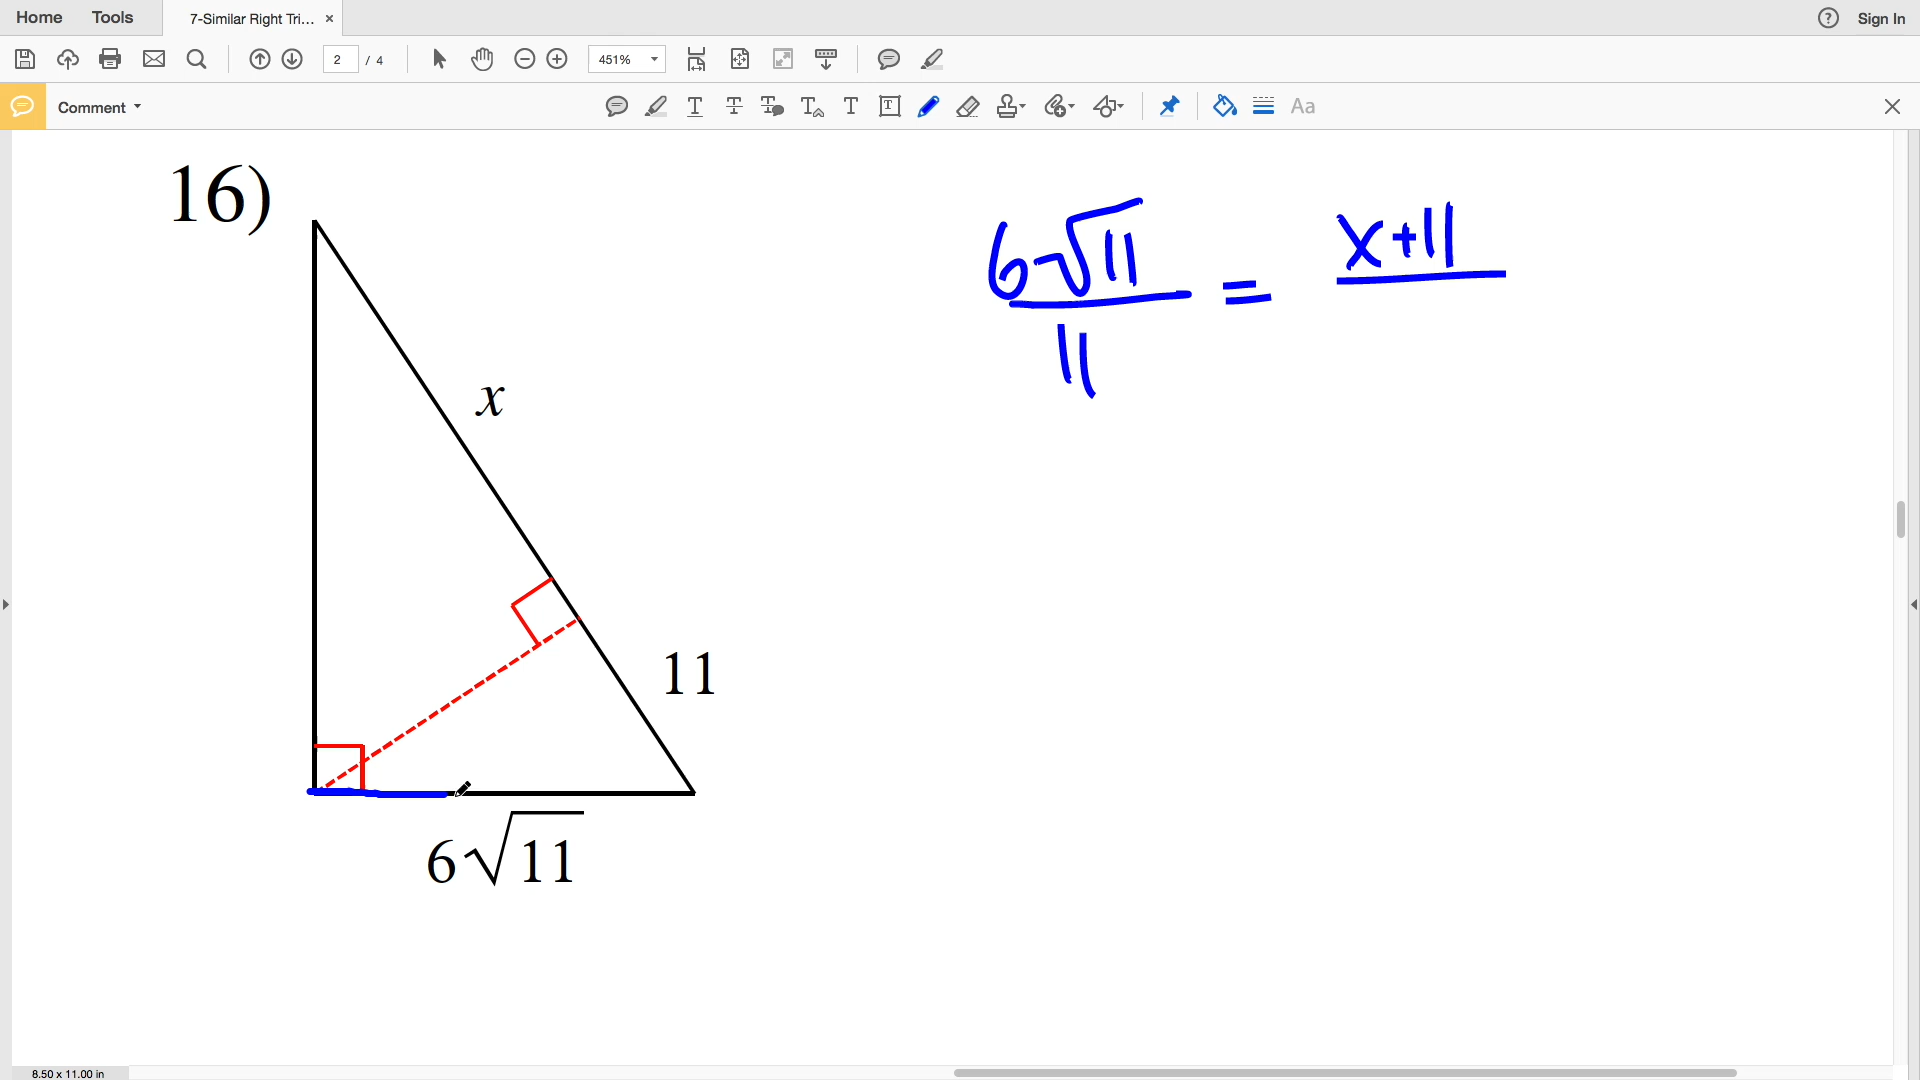 Home Tools 7-Similar Right Tri... × ? Sign In
2 / 4 451%
Comment T T T T T T Aa
16)
6√11 / 11 = x+11
x
11
6√11
8.50 x 11.00 in